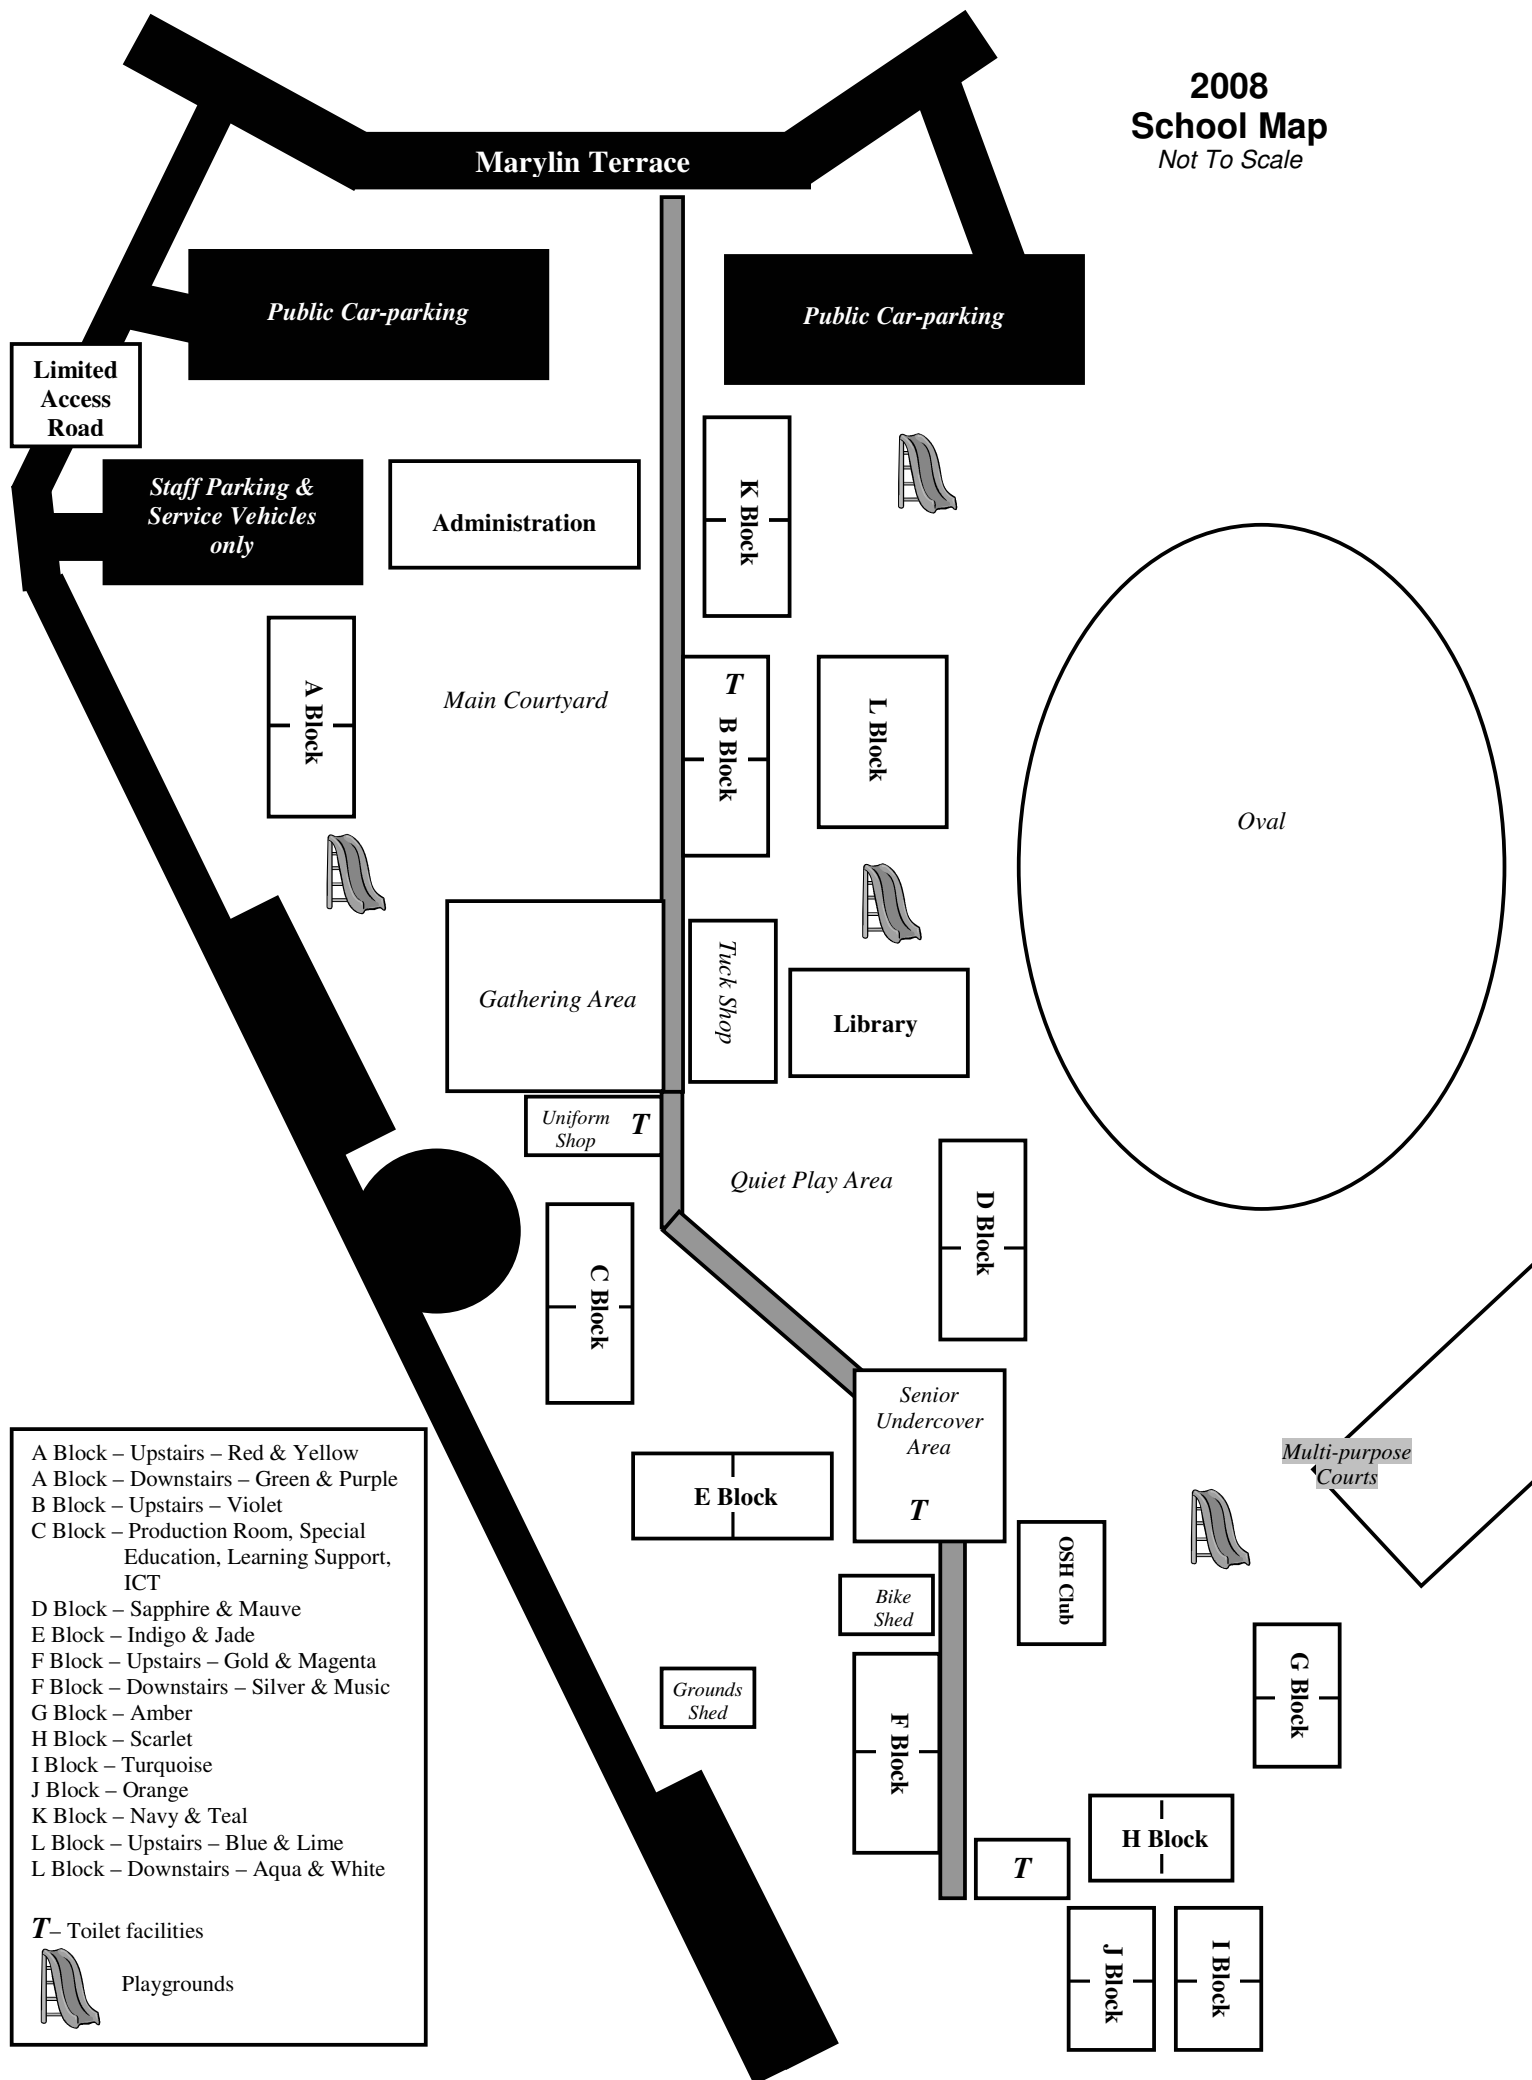 2008
School Map
Not To Scale
Marylin Terrace
Public Car-parking
Public Car-parking
Limited
Access
Road
Staff Parking &
Service Vehicles
only
Administration
K Block
A Block
Main Courtyard
T
B Block
L Block
Oval
Gathering Area
Tuck Shop
Library
Uniform
Shop
T
Quiet Play Area
D Block
C Block
Senior
Undercover
Area
T
E Block
Multi-purpose
Courts
OSH Club
Bike
Shed
Grounds
Shed
F Block
G Block
H Block
T
J Block
I Block
A Block – Upstairs – Red & Yellow
A Block – Downstairs – Green & Purple
B Block – Upstairs – Violet
C Block – Production Room, Special
Education, Learning Support,
ICT
D Block – Sapphire & Mauve
E Block – Indigo & Jade
F Block – Upstairs – Gold & Magenta
F Block – Downstairs – Silver & Music
G Block – Amber
H Block – Scarlet
I Block – Turquoise
J Block – Orange
K Block – Navy & Teal
L Block – Upstairs – Blue & Lime
L Block – Downstairs – Aqua & White
T – Toilet facilities
Playgrounds